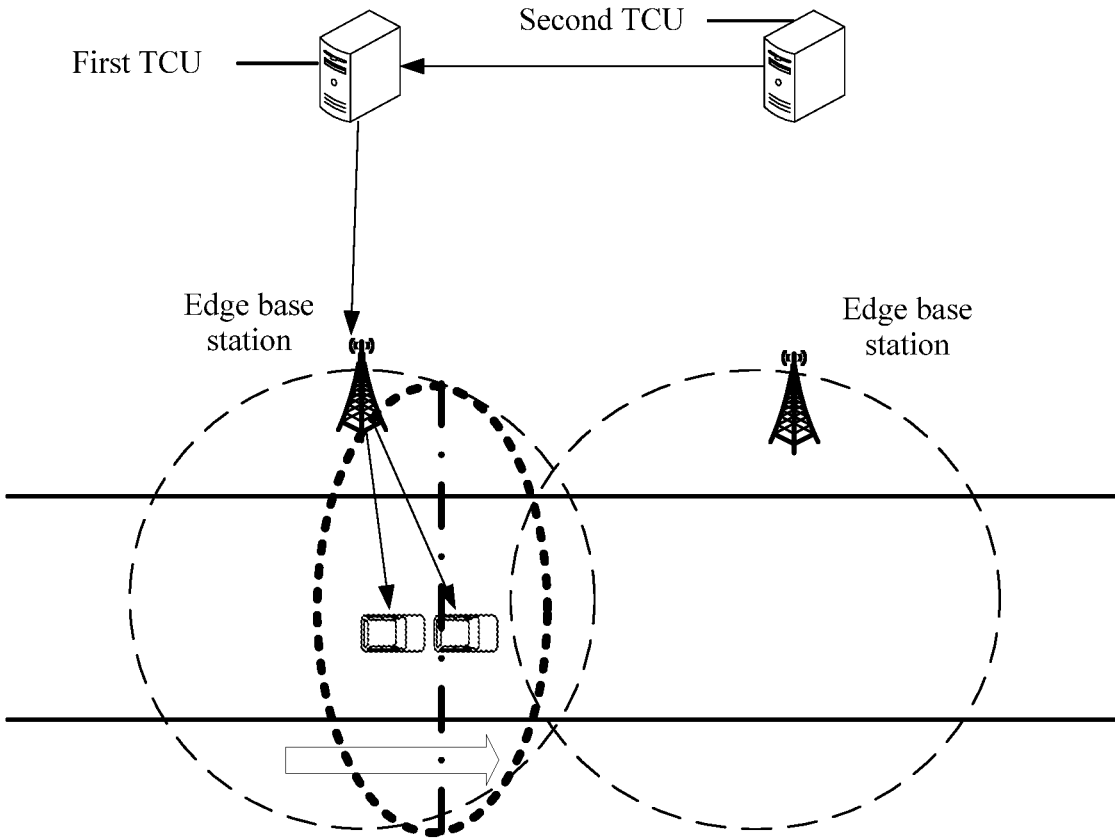 Second TCU
First TCU
Edge base
station
Edge base
station